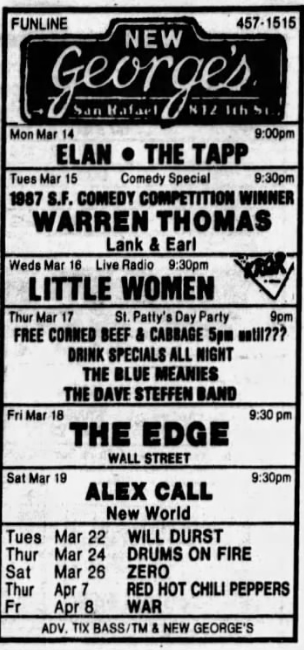 FUNLINE 457-1515
NEW
George's
San Rafael 842 4th St.
Mon Mar 14 9:00pm
ELAN • THE TAPP
Tues Mar 15 Comedy Special 9:30pm
1987 S.F. COMEDY COMPETITION WINNER
WARREN THOMAS
Lank & Earl
Weds Mar 16 Live Radio 9:30pm
LITTLE WOMEN
Thur Mar 17 St. Patty's Day Party 9pm
FREE CORNED BEEF & CABBAGE 5pm until???
DRINK SPECIALS ALL NIGHT
THE BLUE MEANIES
THE DAVE STEFFEN BAND
Fri Mar 18 9:30 pm
THE EDGE
WALL STREET
Sat Mar 19 9:30pm
ALEX CALL
New World
Tues Mar 22 WILL DURST
Thur Mar 24 DRUMS ON FIRE
Sat Mar 26 ZERO
Thur Apr 7 RED HOT CHILI PEPPERS
Fr Apr 8 WAR
ADV. TIX BASS/TM & NEW GEORGE'S